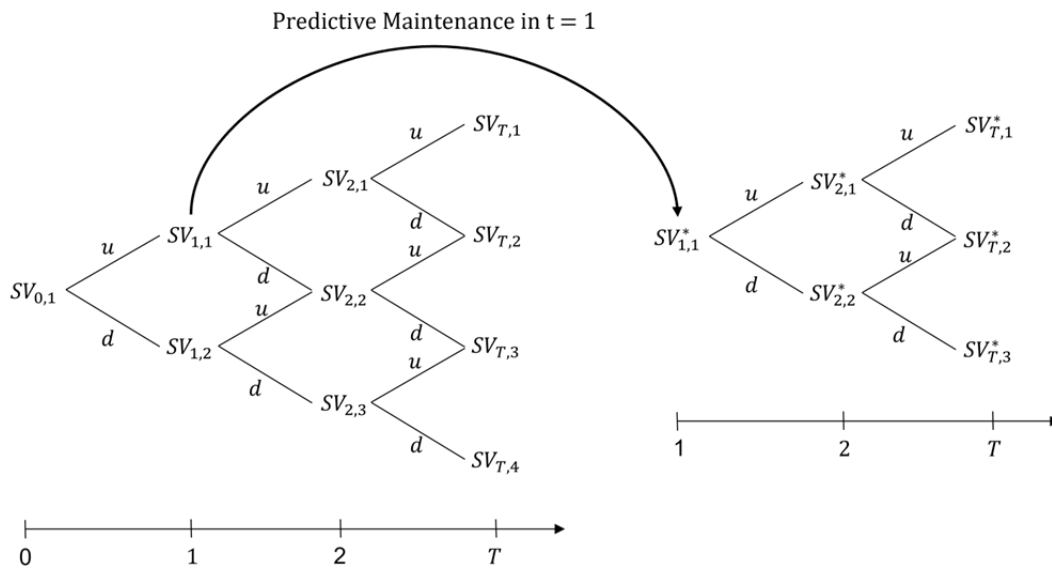 Predictive Maintenance in t = 1
SV_{T,1}
u
SV_{2,1}
u
d
SV_{1,1}
SV_{T,2}
u
d
u
SV_{0,1}
SV_{2,2}
d
u
d
SV_{1,2}
SV_{T,3}
d
u
SV_{2,3}
d
SV_{T,4}
0
1
2
T
SV^*_{T,1}
u
SV^*_{2,1}
u
d
SV^*_{1,1}
SV^*_{T,2}
u
d
SV^*_{2,2}
d
SV^*_{T,3}
1
2
T